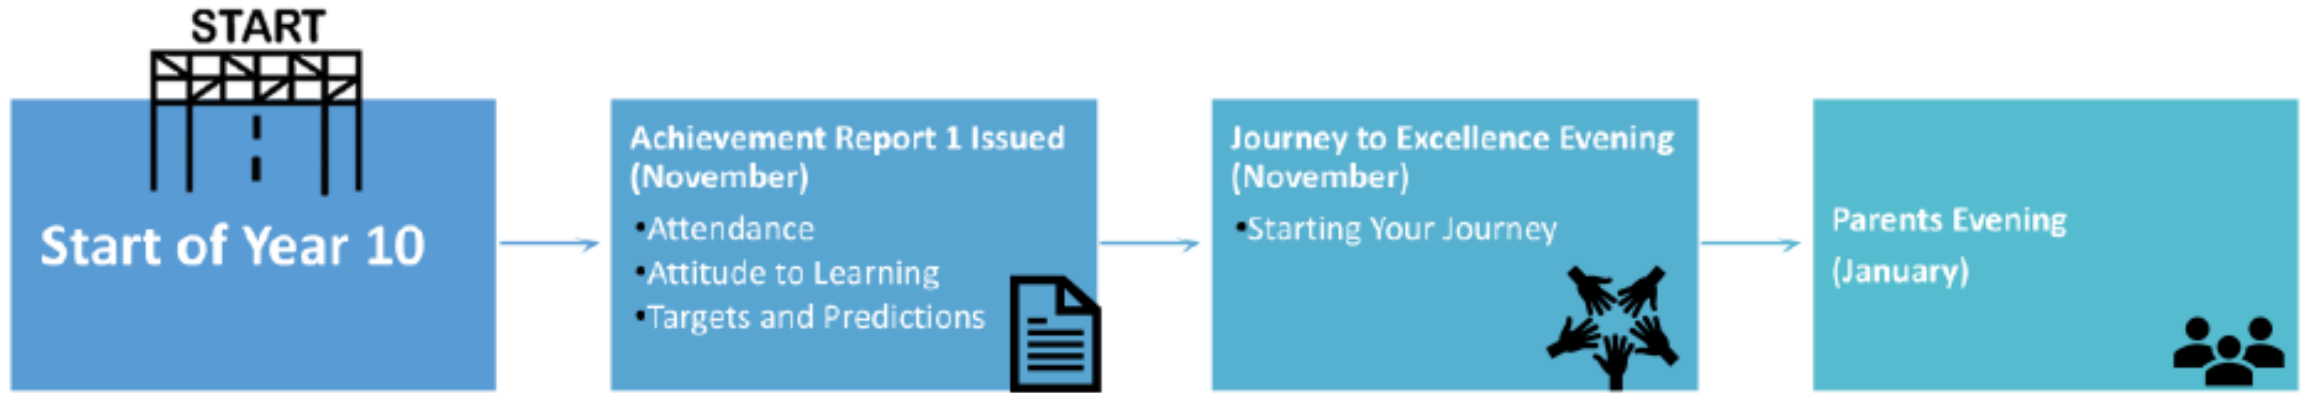 START
Start of Year 10
Achievement Report 1 Issued
(November)
•Attendance
•Attitude to Learning
•Targets and Predictions
Journey to Excellence Evening
(November)
•Starting Your Journey
Parents Evening
(January)